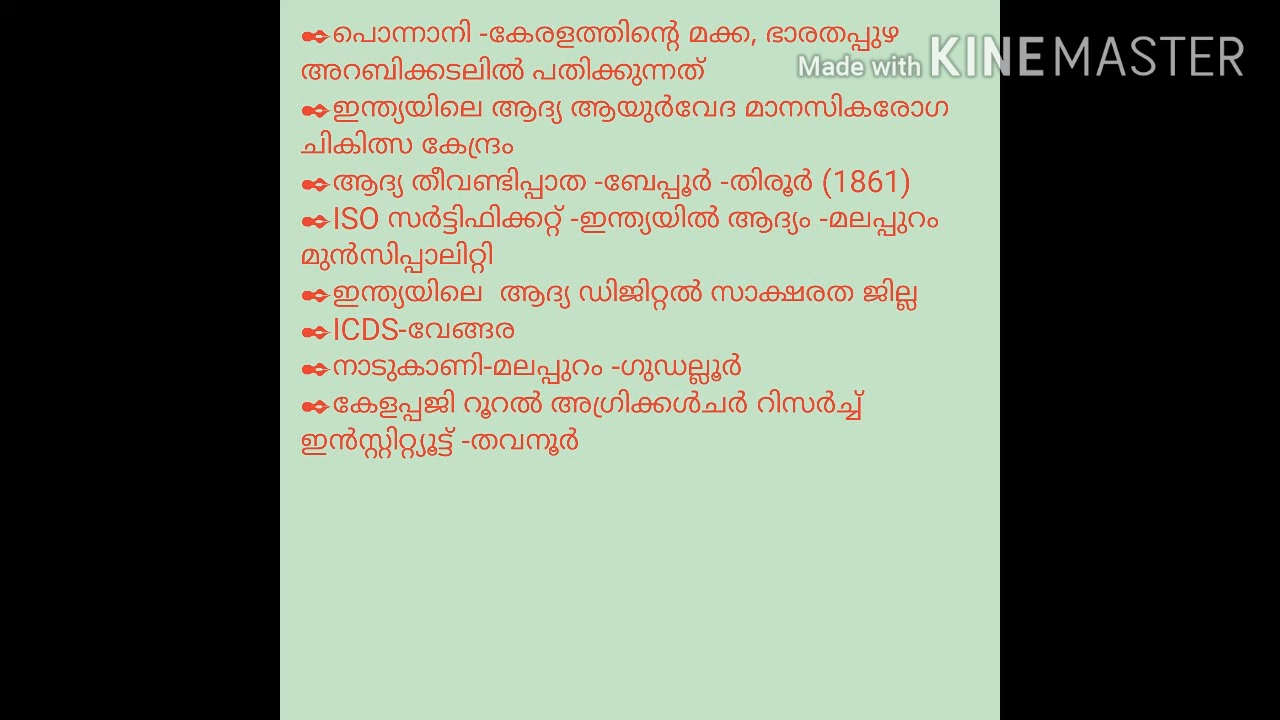 ✒പൊന്നാനി -കേരളത്തിന്റെ മക്ക, ഭാരതപ്പുഴ
അറബിക്കടലിൽ പതിക്കുന്നത്
Made with KINEMASTER
✒ഇന്ത്യയിലെ ആദ്യ ആയുർവേദ മാനസികരോഗ
ചികിത്സ കേന്ദ്രം
✒ആദ്യ തീവണ്ടിപ്പാത -ബേപ്പൂർ -തിരൂർ (1861)
✒ISO സർട്ടിഫിക്കറ്റ് -ഇന്ത്യയിൽ ആദ്യം -മലപ്പുറം
മുൻസിപ്പാലിറ്റി
✒ഇന്ത്യയിലെ  ആദ്യ ഡിജിറ്റൽ സാക്ഷരത ജില്ല
✒ICDS-വേങ്ങര
✒നാടുകാണി-മലപ്പുറം -ഗുഡല്ലൂർ
✒കേളപ്പജി റൂറൽ അഗ്രിക്കൾചർ റിസർച്ച്
ഇൻസ്റ്റിറ്റ്യൂട്ട് -തവനൂർ